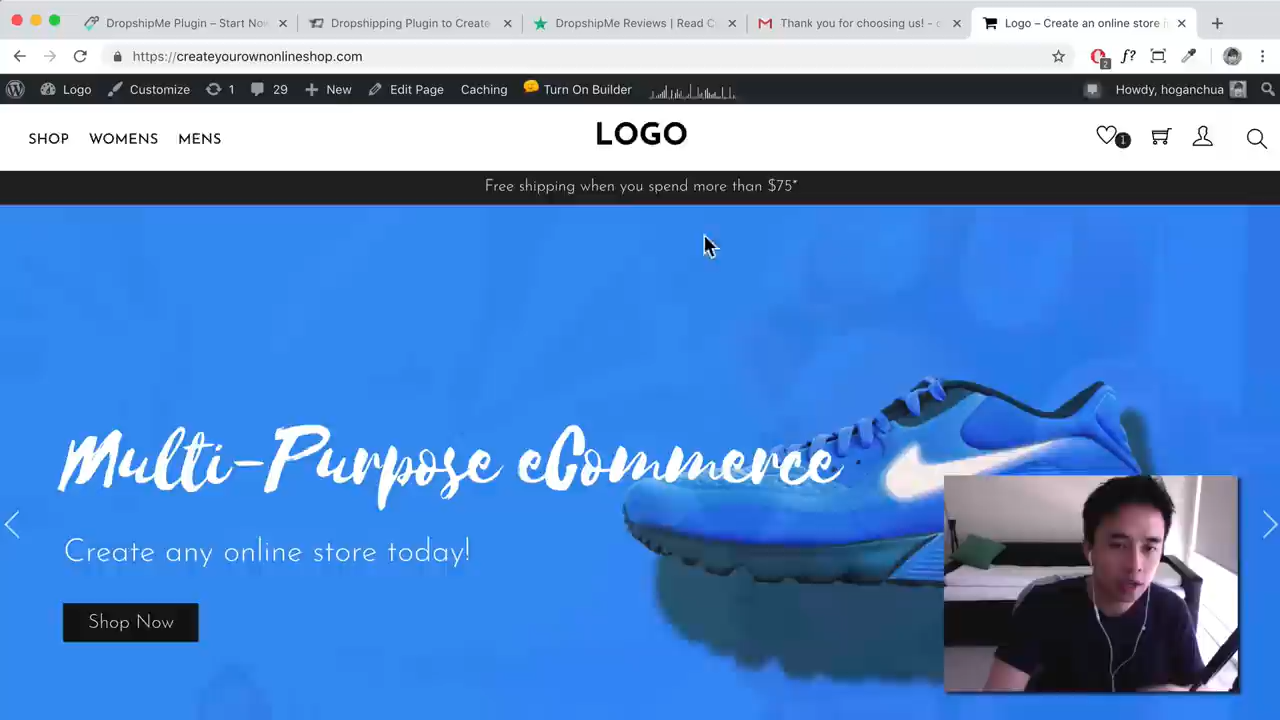 DropshipMe Plugin – Start Now
Dropshipping Plugin to Create
DropshipMe Reviews | Read C
Thank you for choosing us! -
Logo – Create an online store
https://createyourownonlineshop.com
2
f?
Logo
Customize
1
29
New
Edit Page
Caching
Turn On Builder
Howdy, hoganchua
SHOP
WOMENS
MENS
LOGO
1
Free shipping when you spend more than $75*
Multi-Purpose eCommerce
Create any online store today!
Shop Now